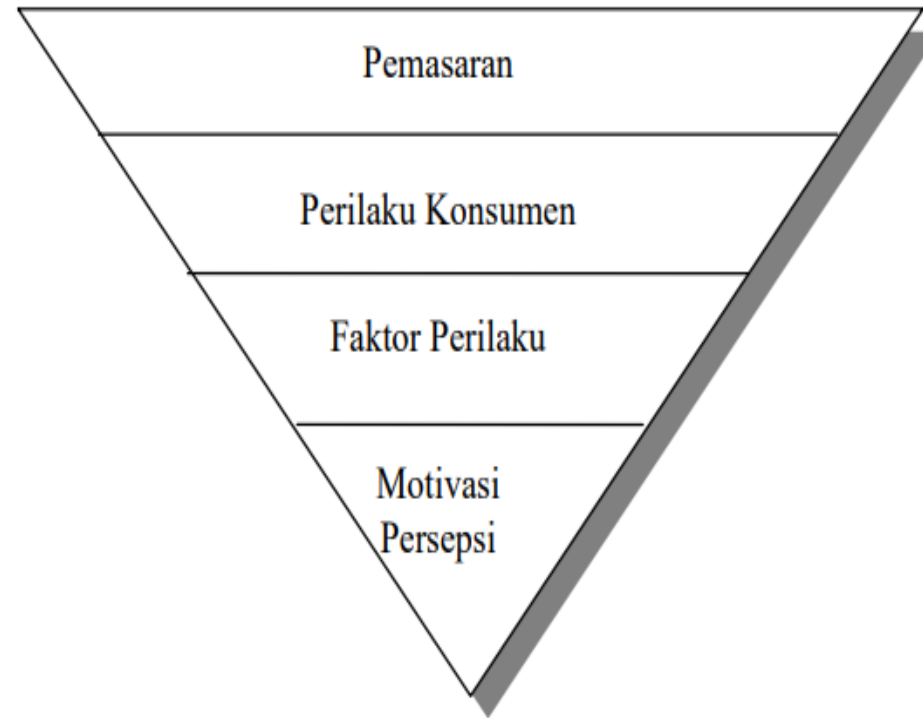 Pemasaran
Perilaku Konsumen
Faktor Perilaku
Motivasi
Persepsi